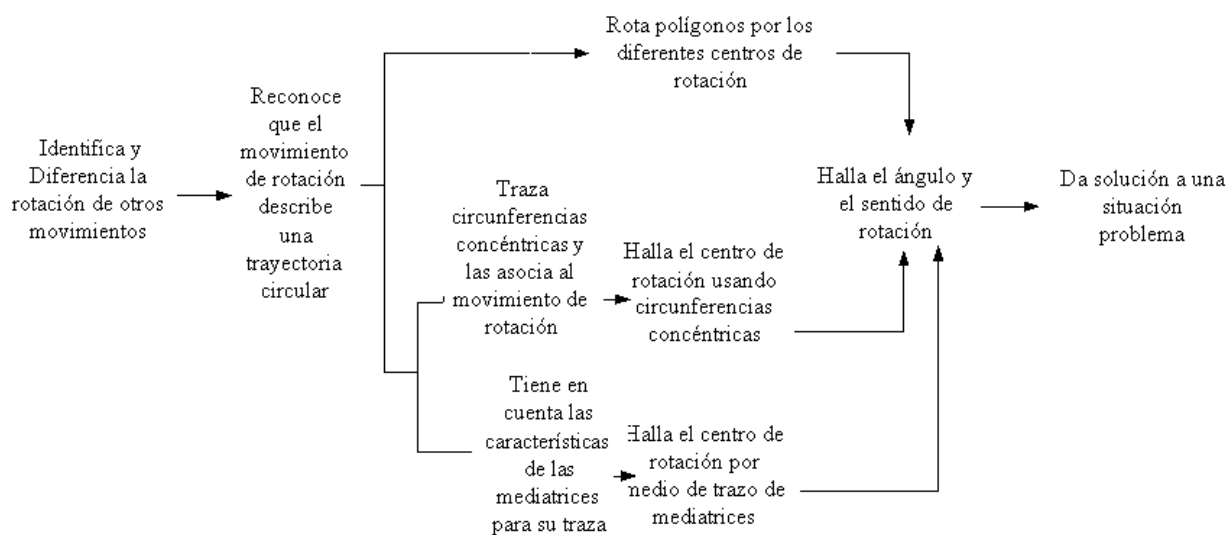 Identifica y
Diferencia la
rotación de otros
movimientos
Reconoce
que el
movimiento
de rotación
describe
una
trayectoria
circular
Rota polígonos por los
diferentes centros de
rotación
Traza
circunferencias
concéntricas y
las asocia al
movimiento de
rotación
Halla el centro de
rotación usando
circunferencias
concéntricas
Tiene en
cuenta las
características
de las
mediatrices
para su traza
Halla el centro de
rotación por
medio de trazo de
mediatrices
Halla el ángulo y
el sentido de
rotación
Da solución a una
situación
problema